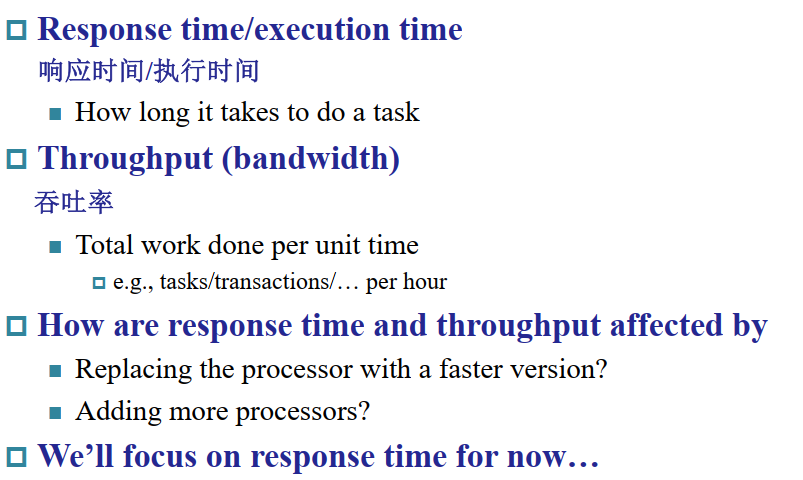 Response time/execution time
响应时间/执行时间
How long it takes to do a task
Throughput (bandwidth)
吞吐率
Total work done per unit time
e.g., tasks/transactions/… per hour
How are response time and throughput affected by
Replacing the processor with a faster version?
Adding more processors?
We’ll focus on response time for now…